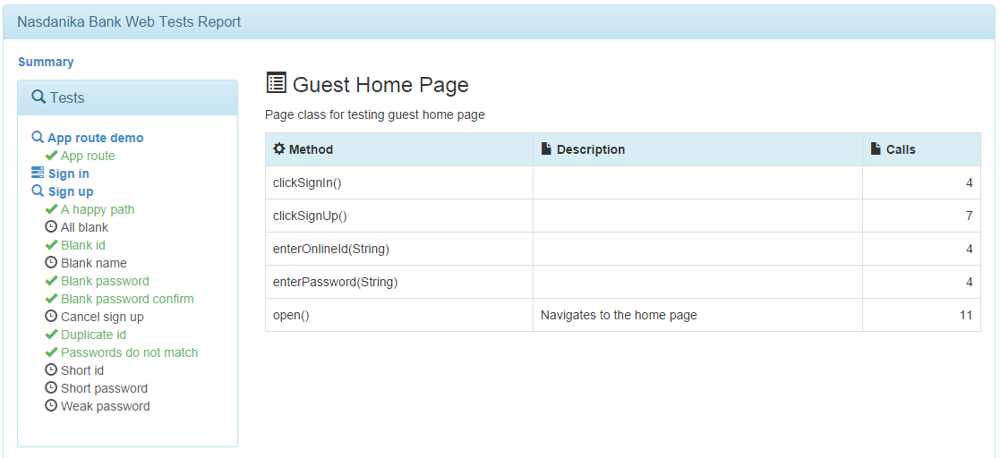 Nasdanika Bank Web Tests Report
Summary
Tests
App route demo
App route
Sign in
Sign up
A happy path
All blank
Blank id
Blank name
Blank password
Blank password confirm
Cancel sign up
Duplicate id
Passwords do not match
Short id
Short password
Weak password
Guest Home Page
Page class for testing guest home page
Method Description Calls
clickSignIn() 4
clickSignUp() 7
enterOnlineId(String) 4
enterPassword(String) 4
open() Navigates to the home page 11